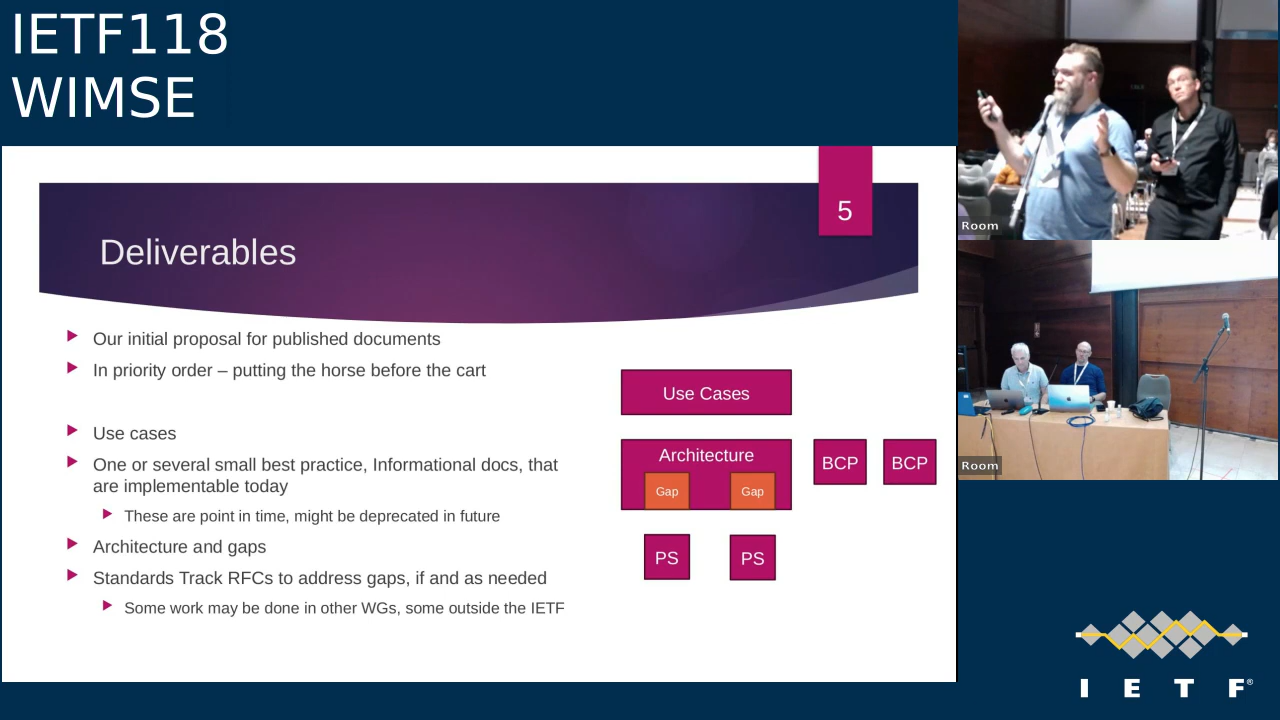 IETF118
WIMSE
5
Deliverables
Our initial proposal for published documents
In priority order – putting the horse before the cart
Use cases
One or several small best practice, Informational docs, that
are implementable today
These are point in time, might be deprecated in future
Architecture and gaps
Standards Track RFCs to address gaps, if and as needed
Some work may be done in other WGs, some outside the IETF
Use Cases
Architecture
Gap
Gap
BCP
BCP
PS
PS
Room
Room
I E T F®